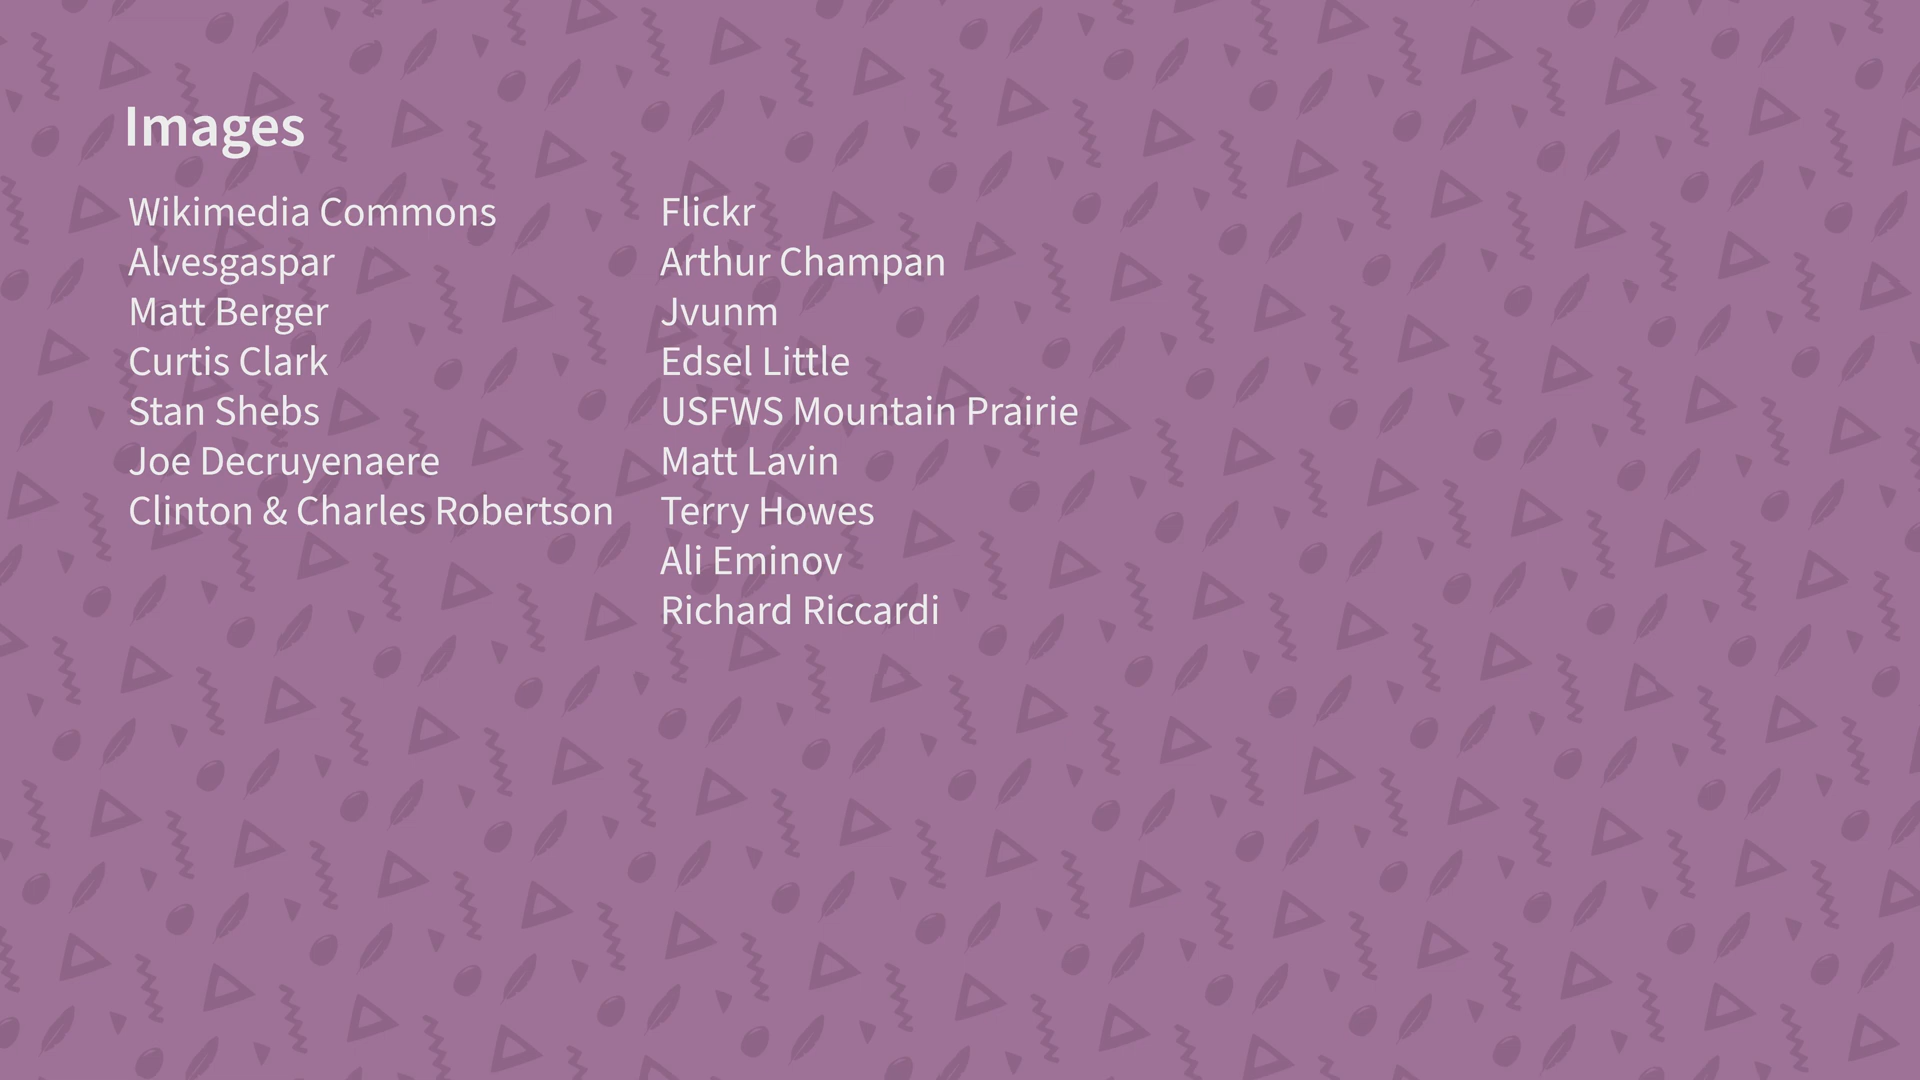 Images
Wikimedia Commons
Alvesgaspar
Matt Berger
Curtis Clark
Stan Shebs
Joe Decruyenaere
Clinton & Charles Robertson
Flickr
Arthur Champan
Jvunm
Edsel Little
USFWS Mountain Prairie
Matt Lavin
Terry Howes
Ali Eminov
Richard Riccardi